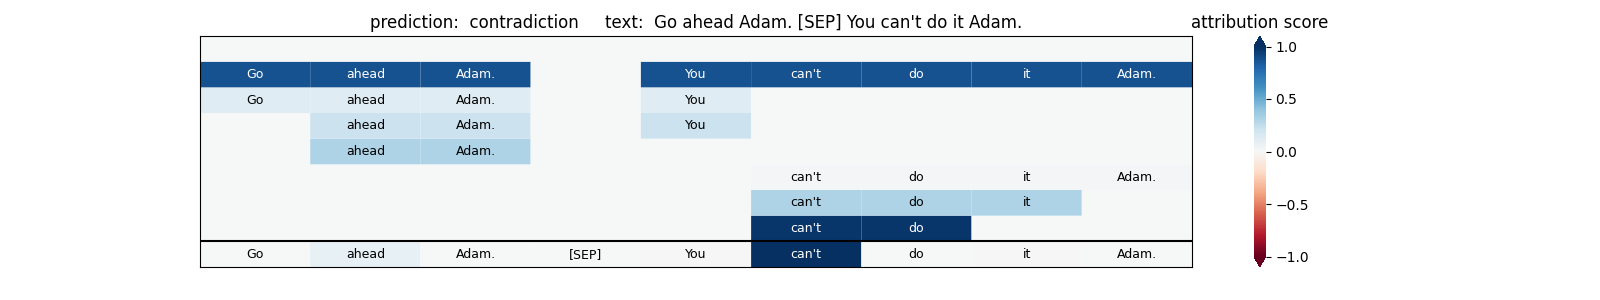 prediction:  contradiction     text:  Go ahead Adam. [SEP] You can't do it Adam.
attribution score
Go ahead Adam. You can't do it Adam.
Go ahead Adam. You
ahead Adam. You
ahead Adam.
can't do it Adam.
can't do it
can't do
Go ahead Adam. [SEP] You can't do it Adam.
1.0
0.5
0.0
−0.5
−1.0